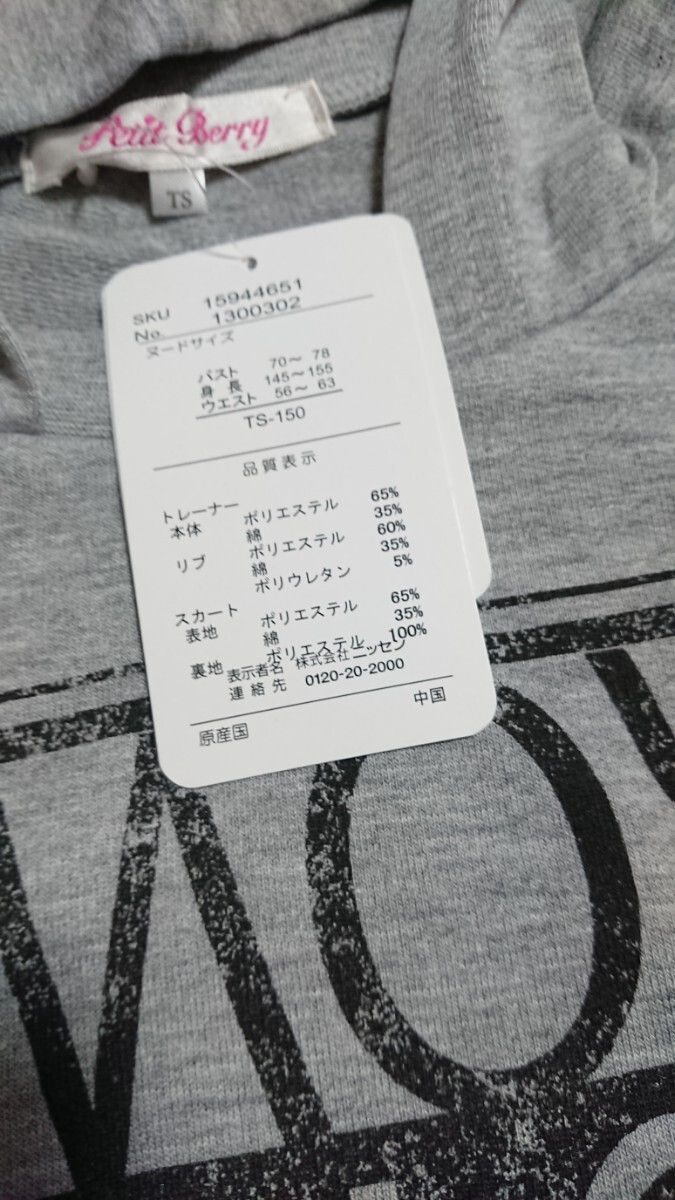 Petit Berry
TS
SKU 15944651
No. 1300302
ヌードサイズ
バスト 70～ 78
身 長 145～155
ウエスト 56～ 63
TS-150
品質表示
トレーナー
本体 ポリエステル 65%
綿 35%
リブ ポリエステル 60%
綿 35%
ポリウレタン 5%
スカート
表地 ポリエステル 65%
綿 35%
裏地 ポリエステル 100%
表示者名 株式会社ニッセン
連絡先 0120-20-2000
原産国 中国